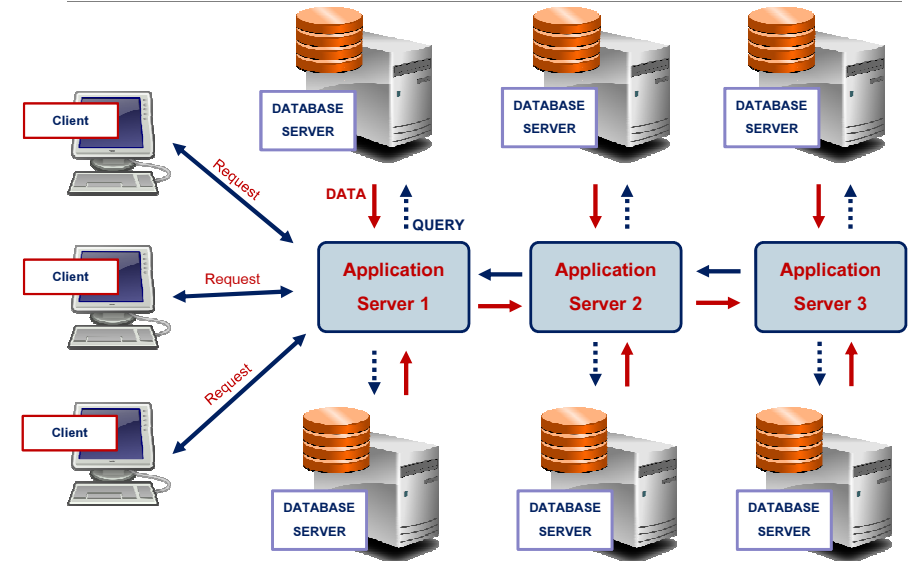 DATABASE
SERVER
DATABASE
SERVER
DATABASE
SERVER
Client
Request
DATA
QUERY
Client
Request
Application
Server 1
Application
Server 2
Application
Server 3
Client
Request
DATABASE
SERVER
DATABASE
SERVER
DATABASE
SERVER